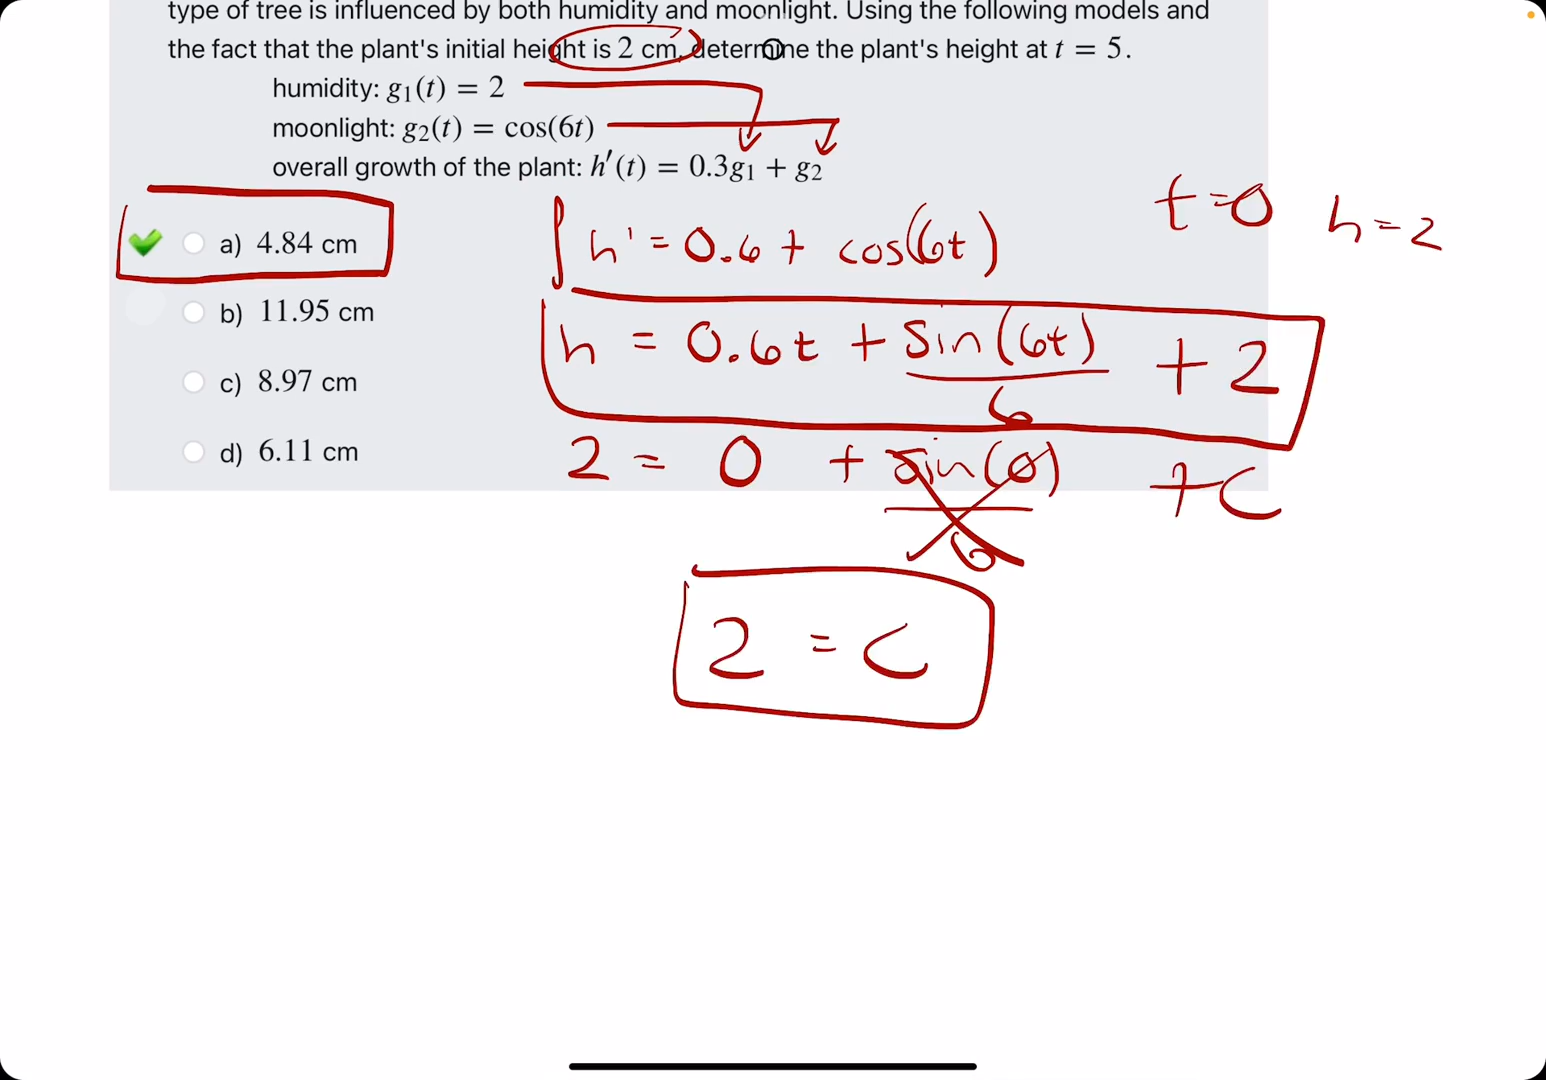 type of tree is influenced by both humidity and moonlight. Using the following models and
the fact that the plant's initial height is 2 cm, determine the plant's height at t = 5.
humidity: g₁(t) = 2
moonlight: g₂(t) = cos(6t)
overall growth of the plant: h′(t) = 0.3g₁ + g₂
t=0 h=2
a) 4.84 cm
∫ h' = 0.6 + cos(6t)
b) 11.95 cm
h = 0.6t + sin(6t)/6 + 2
c) 8.97 cm
d) 6.11 cm
2 = 0 + sin(0)/6 + C
2 = C